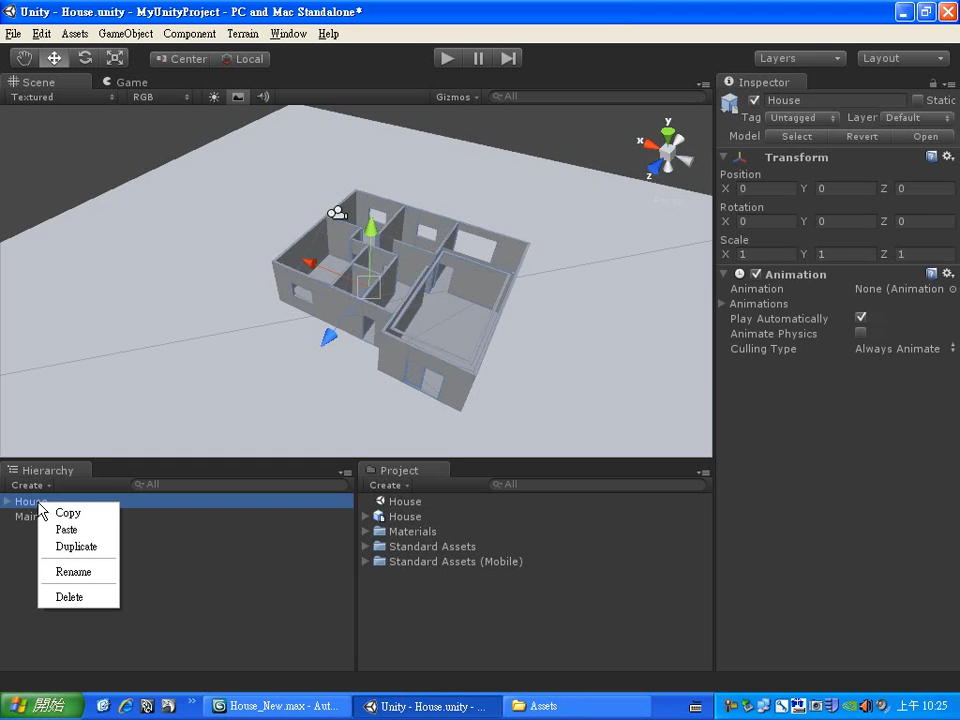 Unity - House.unity - MyUnityProject - PC and Mac Standalone*
File Edit Assets GameObject Component Terrain Window Help
Center Local Layers Layout
Scene Game
Textured RGB Gizmos All
y
x
z
Inspector
House Static
Tag Untagged Layer Default
Model Select Revert Open
Transform
Position
X 0 Y 0 Z 0
Rotation
X 0 Y 0 Z 0
Scale
X 1 Y 1 Z 1
Animation
Animation None (Animation
Animations
Play Automatically
Animate Physics
Culling Type Always Animate
Hierarchy
Create All
House
Main
Copy
Paste
Duplicate
Rename
Delete
Project
Create All
House
House
Materials
Standard Assets
Standard Assets (Mobile)
開始 House_New.max - Aut... Unity - House.unity - ... Assets 上午 10:25